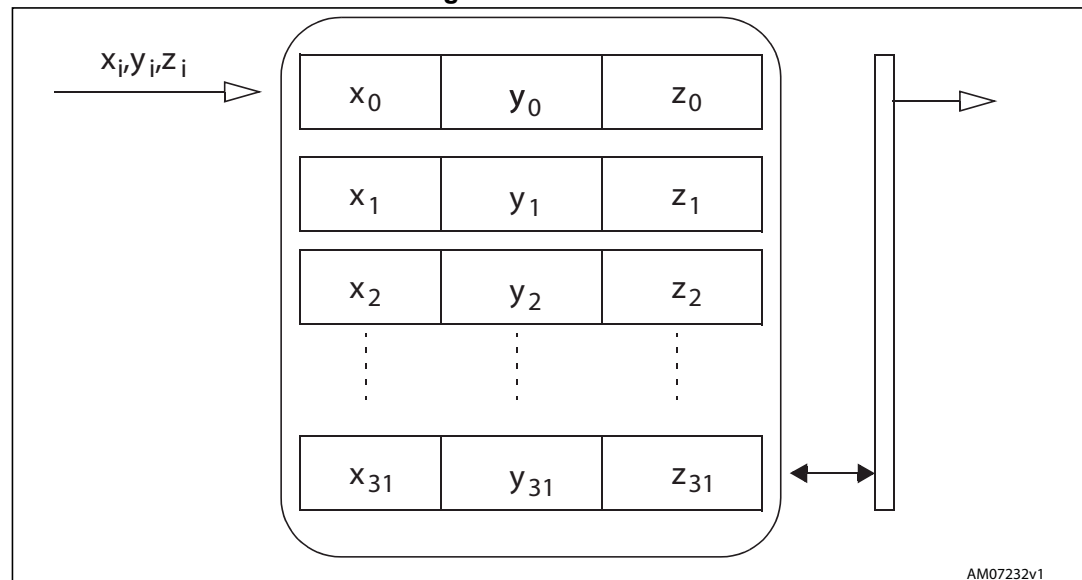 xᵢ,yᵢ,zᵢ
x₀ y₀ z₀
x₁ y₁ z₁
x₂ y₂ z₂
x₃₁ y₃₁ z₃₁
AM07232v1